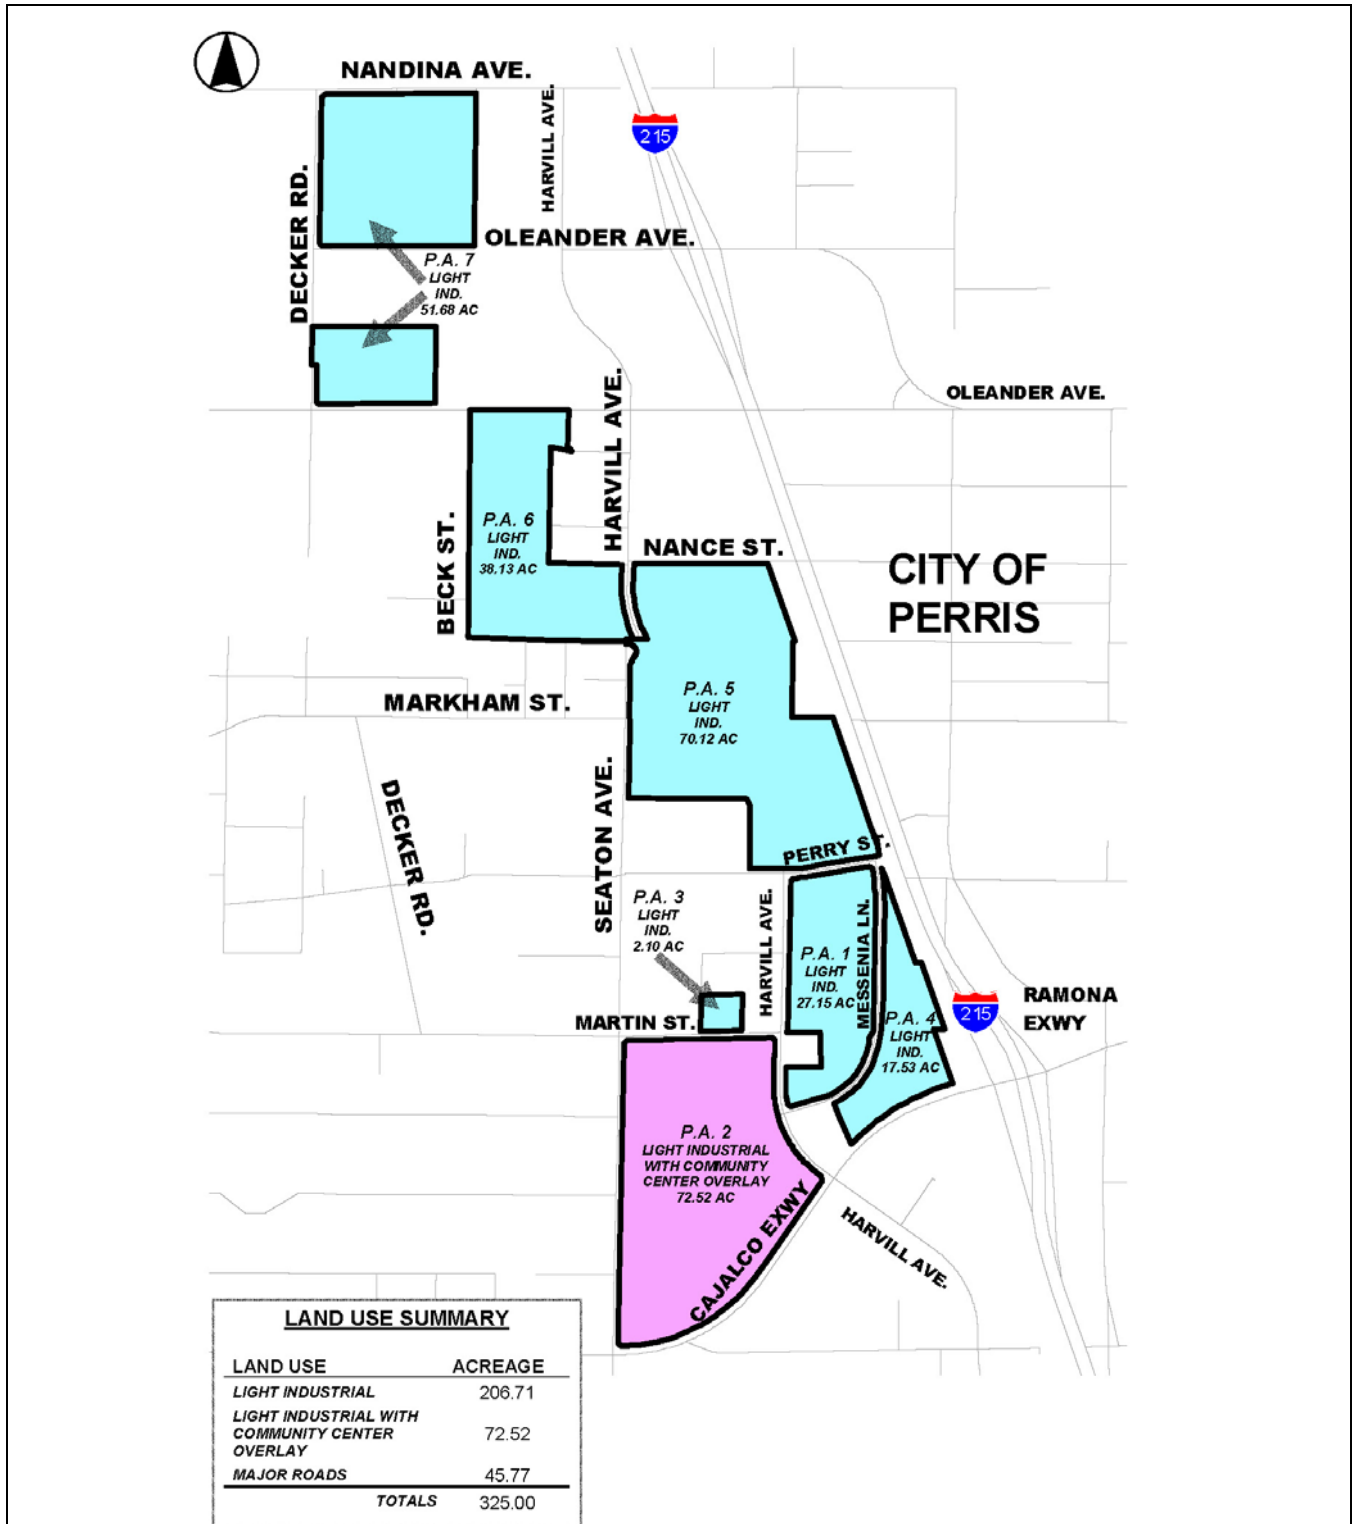 NANDINA AVE.
HARVILL AVE.
215
DECKER RD.
OLEANDER AVE.
P.A. 7
LIGHT
IND.
51.68 AC
HARVILL AVE.
OLEANDER AVE.
BECK ST.
P.A. 6
LIGHT
IND.
38.13 AC
NANCE ST.
CITY OF
PERRIS
MARKHAM ST.
P.A. 5
LIGHT
IND.
70.12 AC
DECKER RD.
SEATON AVE.
PERRY ST.
P.A. 3
LIGHT
IND.
2.10 AC
HARVILL AVE.
P.A. 1
LIGHT
IND.
27.15 AC
MESSENIA LN.
P.A. 4
LIGHT
IND.
17.53 AC
215
RAMONA
EXWY
MARTIN ST.
P.A. 2
LIGHT INDUSTRIAL
WITH COMMUNITY
CENTER OVERLAY
72.52 AC
CAJALCO EXWY
HARVILL AVE.
LAND USE SUMMARY
LAND USE ACREAGE
LIGHT INDUSTRIAL 206.71
LIGHT INDUSTRIAL WITH
COMMUNITY CENTER 72.52
OVERLAY
MAJOR ROADS 45.77
TOTALS 325.00